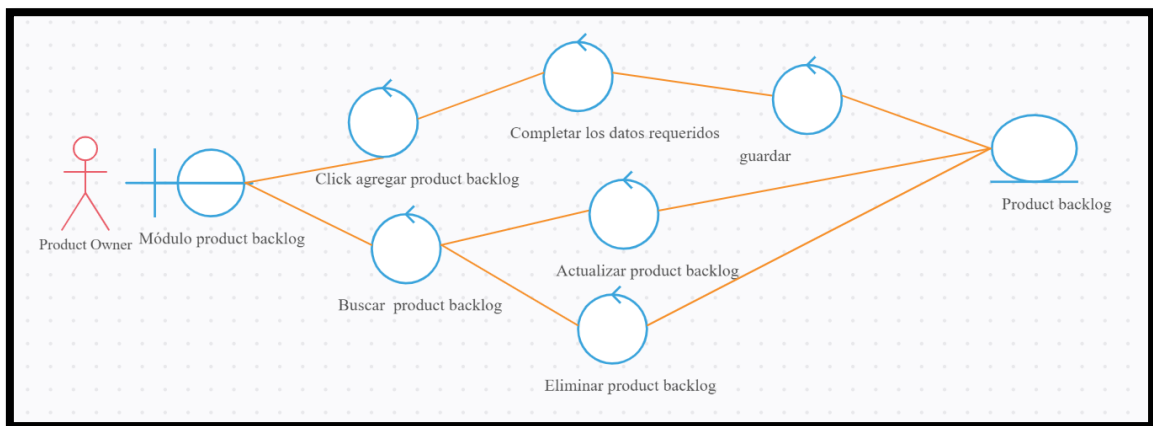 Completar los datos requeridos
guardar
Click agregar product backlog
Product backlog
Product Owner
Módulo product backlog
Actualizar product backlog
Buscar product backlog
Eliminar product backlog